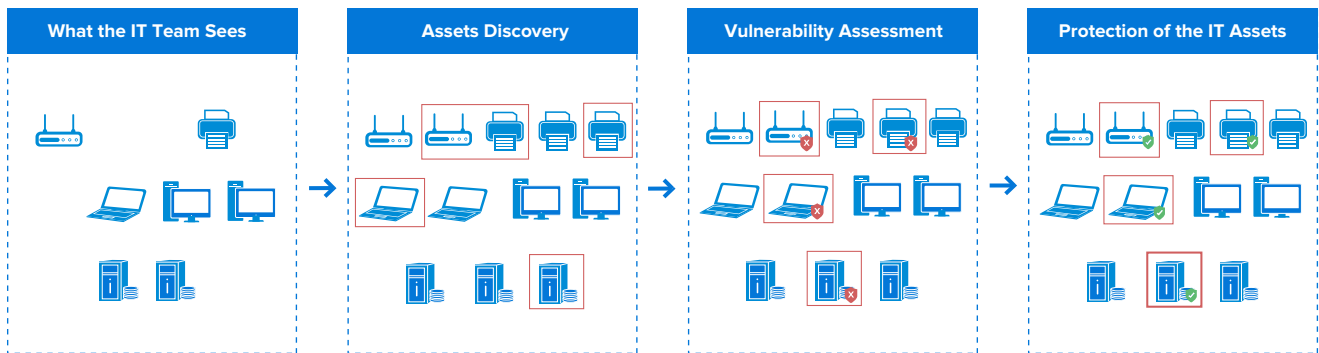 What the IT Team Sees
Assets Discovery
Vulnerability Assessment
Protection of the IT Assets